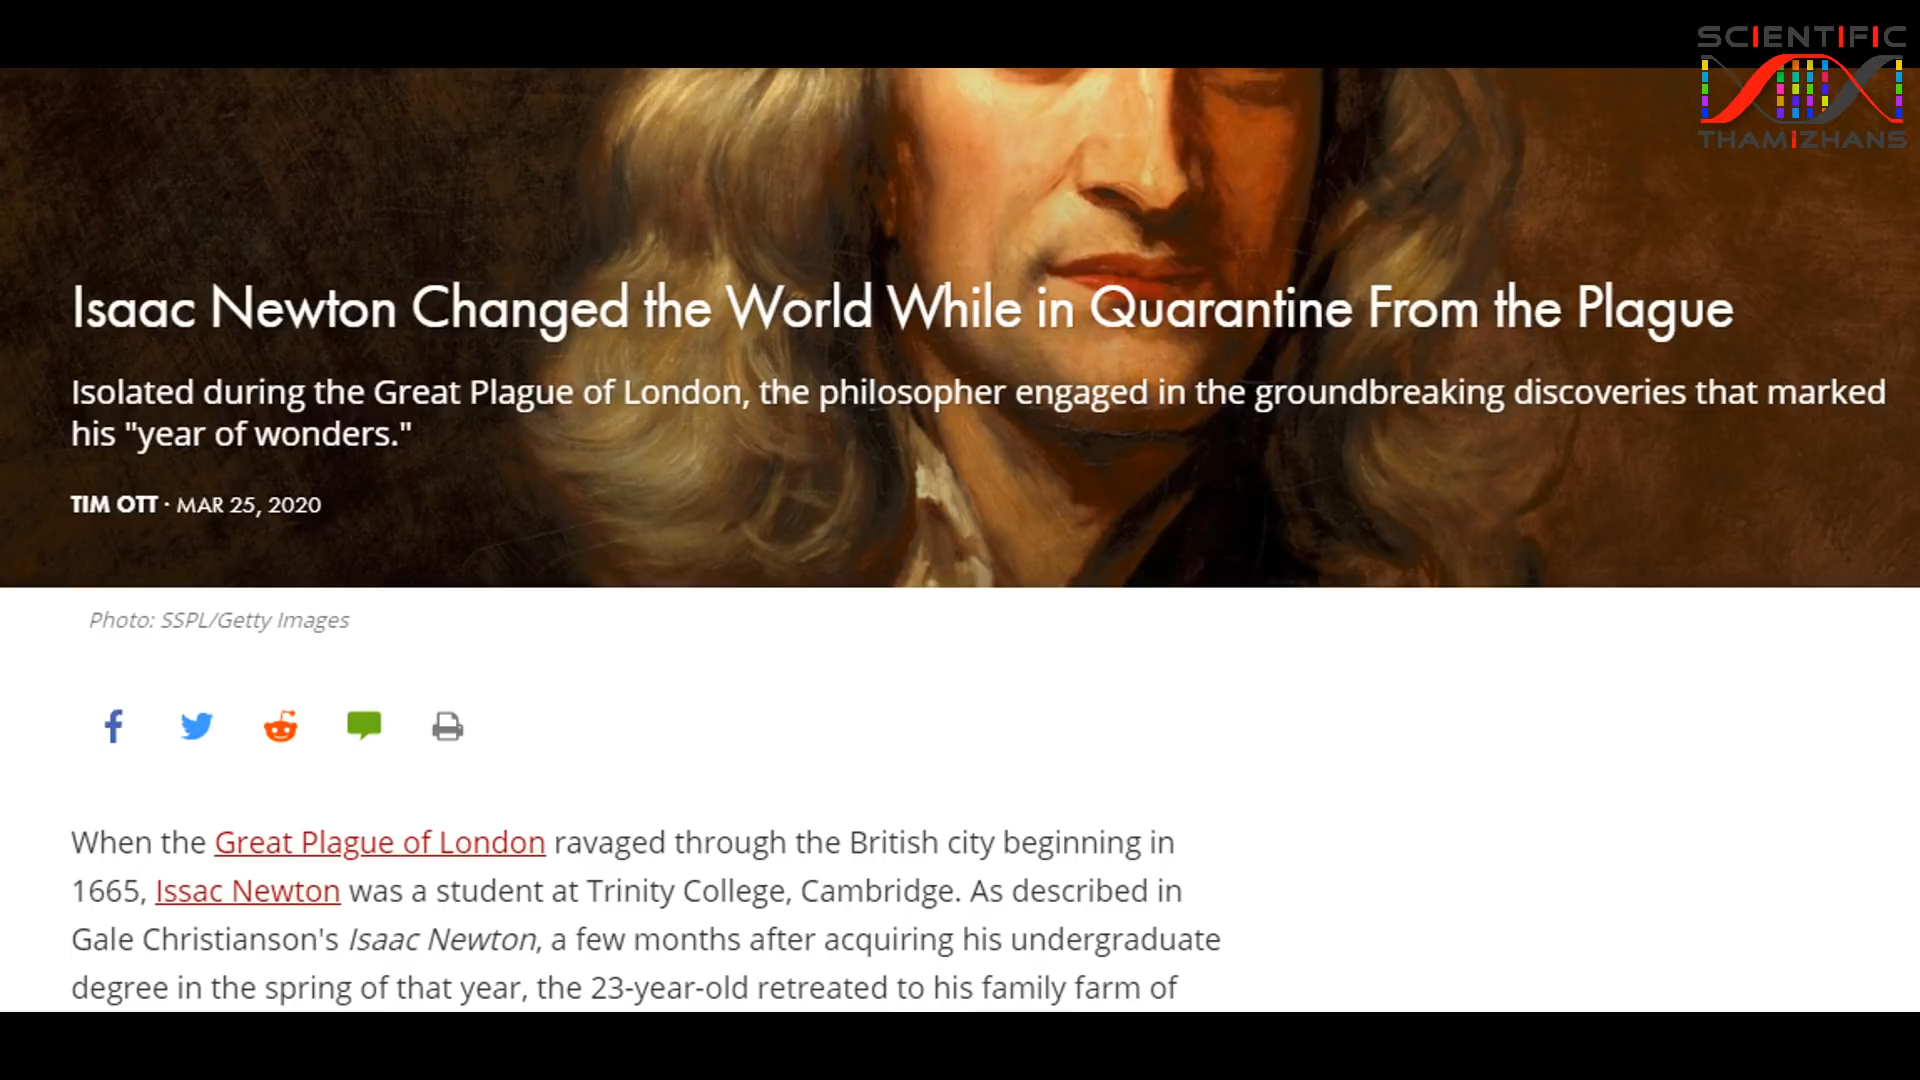 SCIENTIFIC
THAMIZHANS
Isaac Newton Changed the World While in Quarantine From the Plague
Isolated during the Great Plague of London, the philosopher engaged in the groundbreaking discoveries that marked
his "year of wonders."
TIM OTT · MAR 25, 2020
Photo: SSPL/Getty Images
When the Great Plague of London ravaged through the British city beginning in
1665, Issac Newton was a student at Trinity College, Cambridge. As described in
Gale Christianson's Isaac Newton, a few months after acquiring his undergraduate
degree in the spring of that year, the 23-year-old retreated to his family farm of